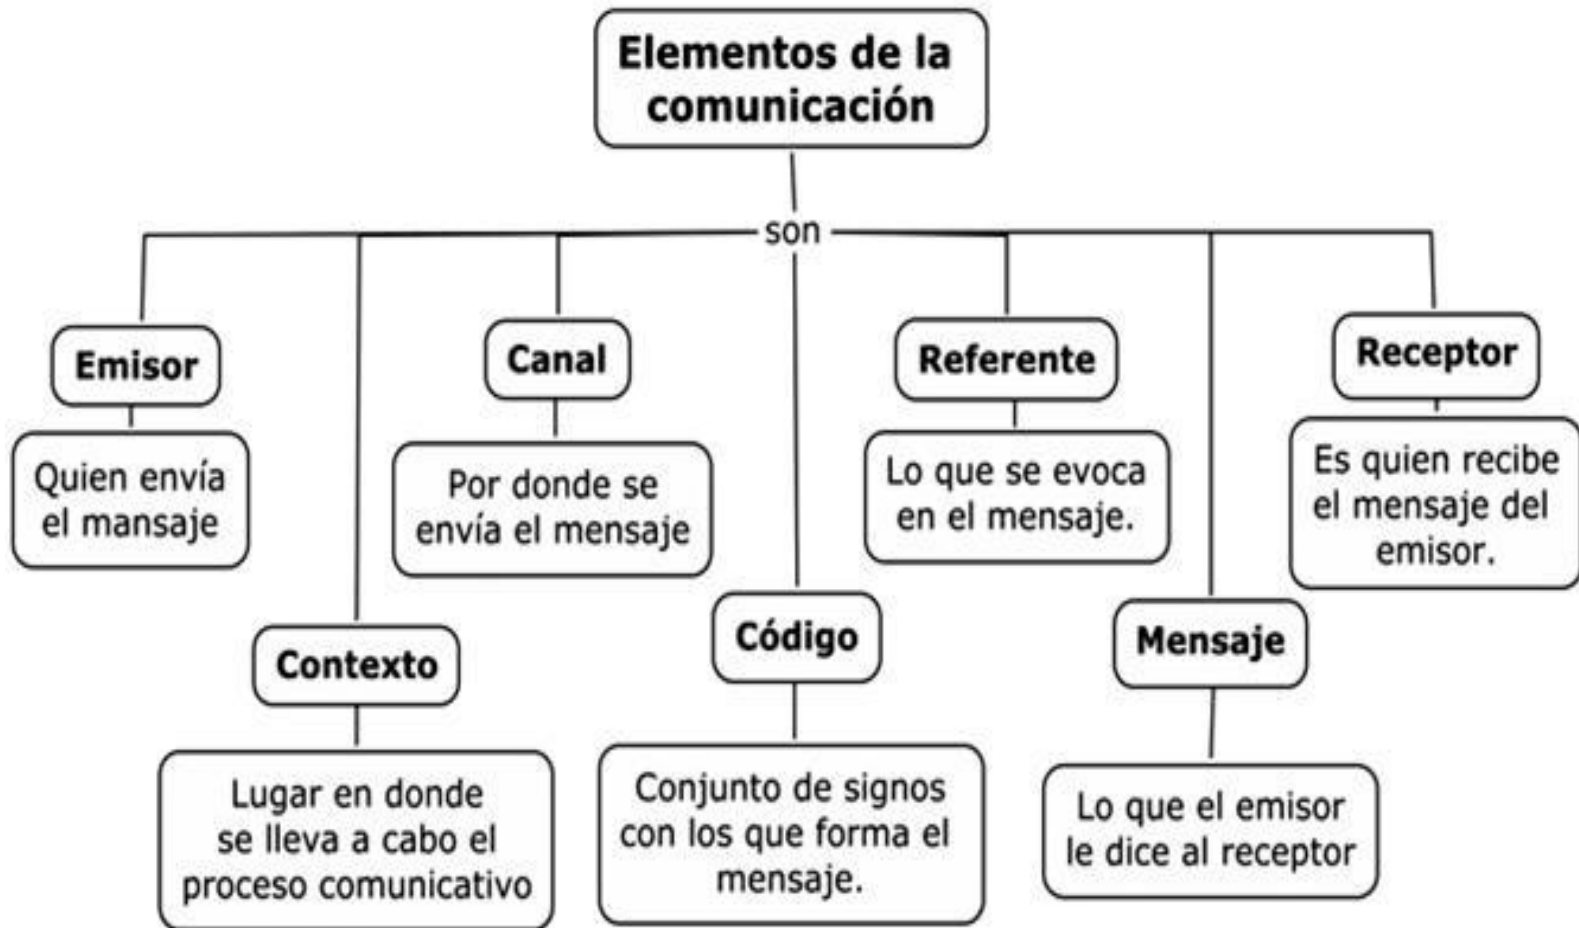 Elementos de la
comunicación
son
Emisor
Quien envía
el mansaje
Contexto
Lugar en donde
se lleva a cabo el
proceso comunicativo
Canal
Por donde se
envía el mensaje
Código
Conjunto de signos
con los que forma el
mensaje.
Referente
Lo que se evoca
en el mensaje.
Mensaje
Lo que el emisor
le dice al receptor
Receptor
Es quien recibe
el mensaje del
emisor.